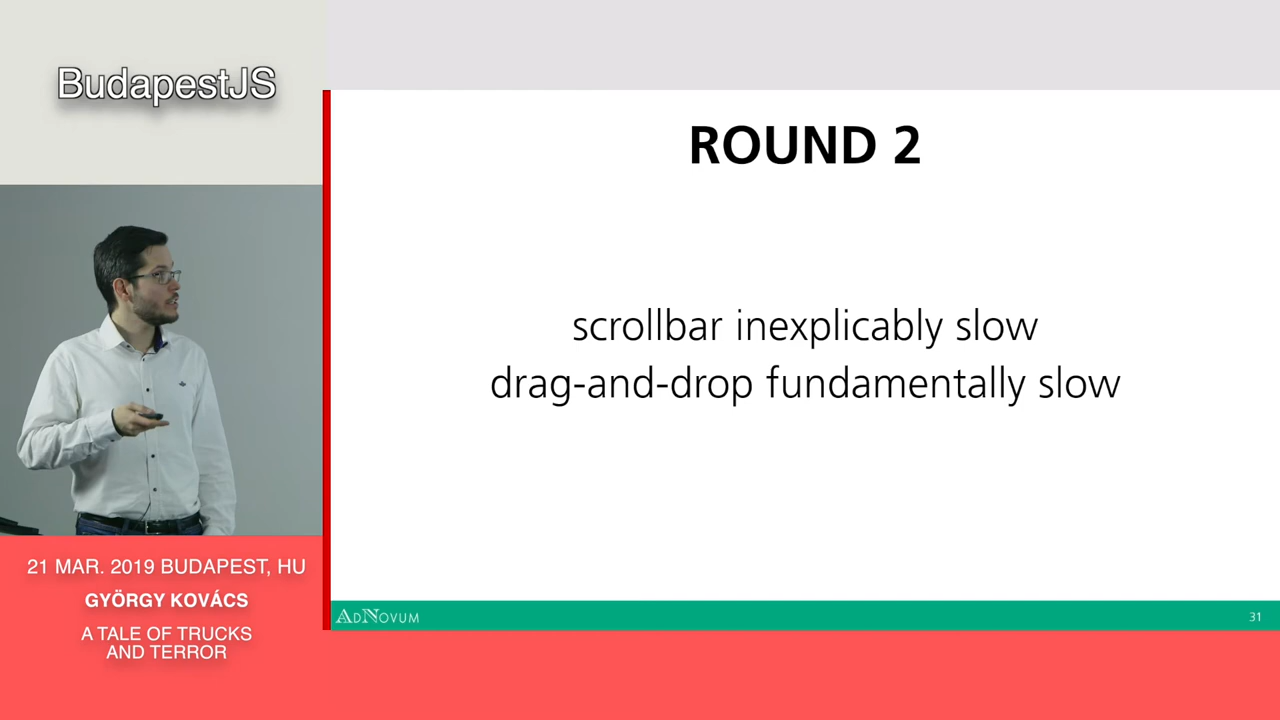 BudapestJS
ROUND 2
scrollbar inexplicably slow
drag-and-drop fundamentally slow
ADNOVUM
31
21 MAR. 2019 BUDAPEST, HU
GYÖRGY KOVÁCS
A TALE OF TRUCKS
AND TERROR